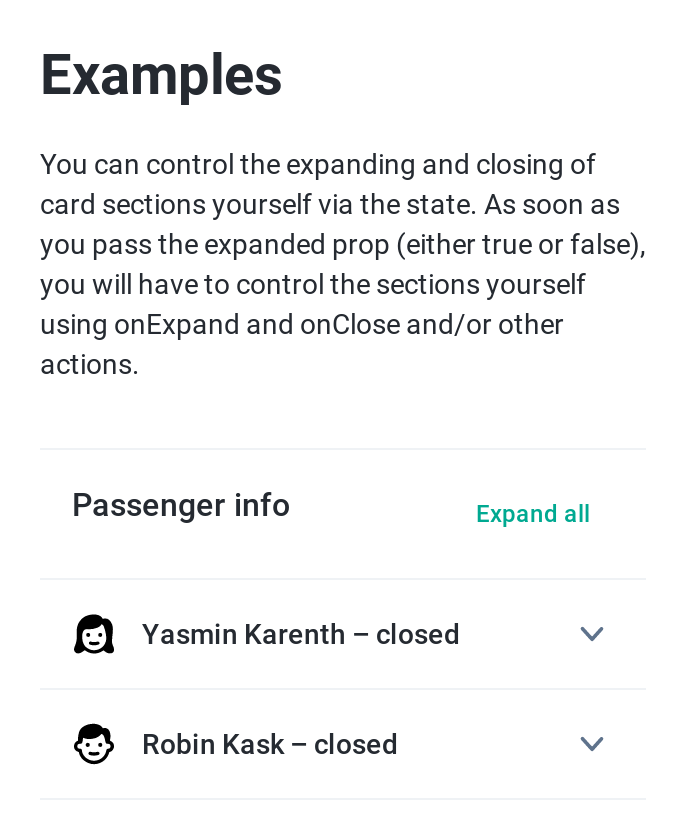 Examples
You can control the expanding and closing of
card sections yourself via the state. As soon as
you pass the expanded prop (either true or false),
you will have to control the sections yourself
using onExpand and onClose and/or other
actions.
Passenger info
Expand all
Yasmin Karenth – closed
Robin Kask – closed